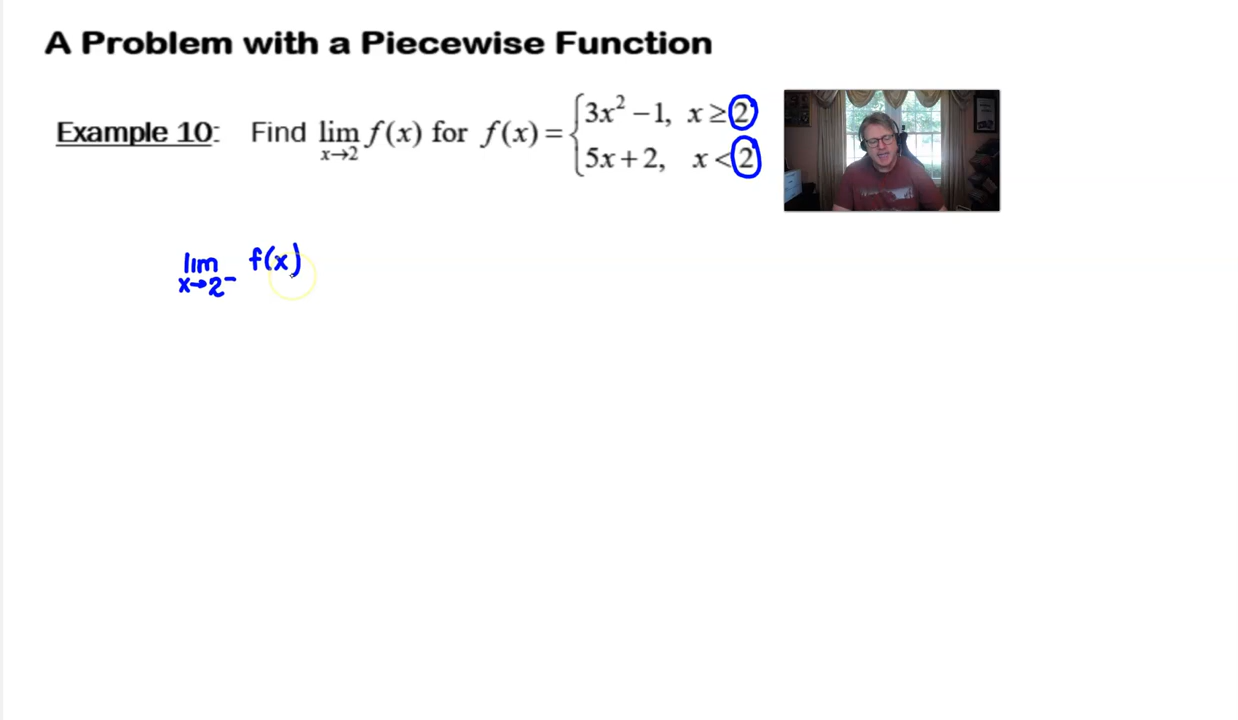 A Problem with a Piecewise Function
Example 10: Find lim x→2 f(x) for f(x) = { 3x² − 1, x ≥ 2
5x + 2, x < 2
lim x→2⁻ f(x)